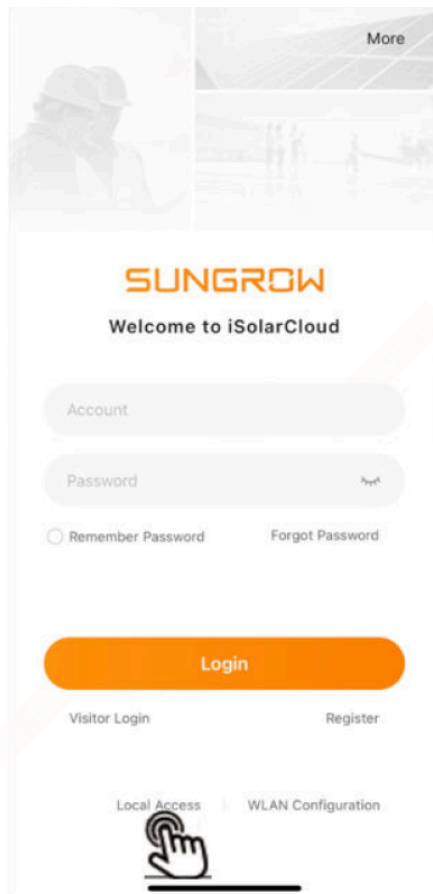 More
SUNGROW
Welcome to iSolarCloud
Account
Password
Remember Password Forgot Password
Login
Visitor Login Register
Local Access WLAN Configuration